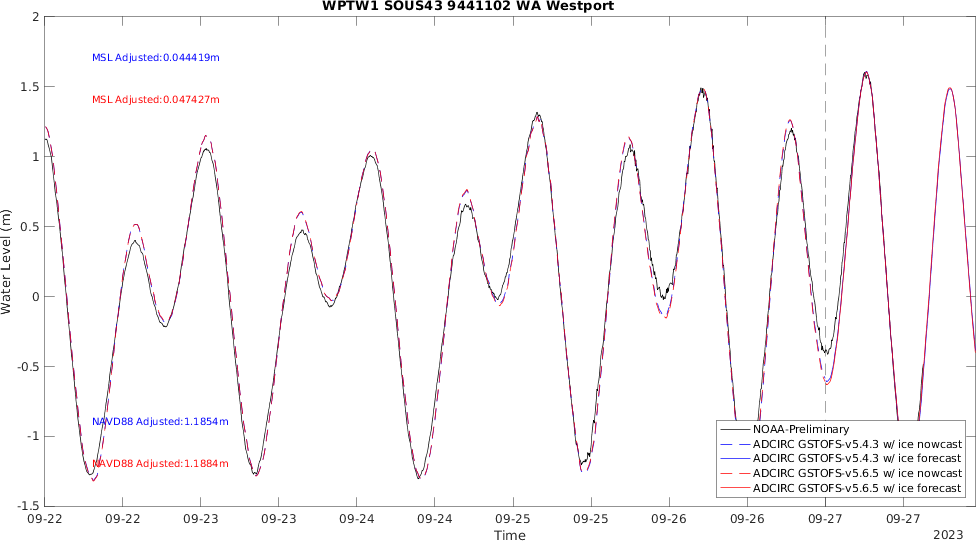 WPTW1 SOUS43 9441102 WA Westport
2
1.5
1
0.5
0
-0.5
-1
-1.5
Water Level (m)
MSL Adjusted:0.044419m
MSL Adjusted:0.047427m
NAVD88 Adjusted:1.1854m
NAVD88 Adjusted:1.1884m
NOAA-Preliminary
ADCIRC GSTOFS-v5.4.3 w/ ice nowcast
ADCIRC GSTOFS-v5.4.3 w/ ice forecast
ADCIRC GSTOFS-v5.6.5 w/ ice nowcast
ADCIRC GSTOFS-v5.6.5 w/ ice forecast
09-22 09-22 09-23 09-23 09-24 09-24 09-25 09-25 09-26 09-26 09-27 09-27
Time
2023